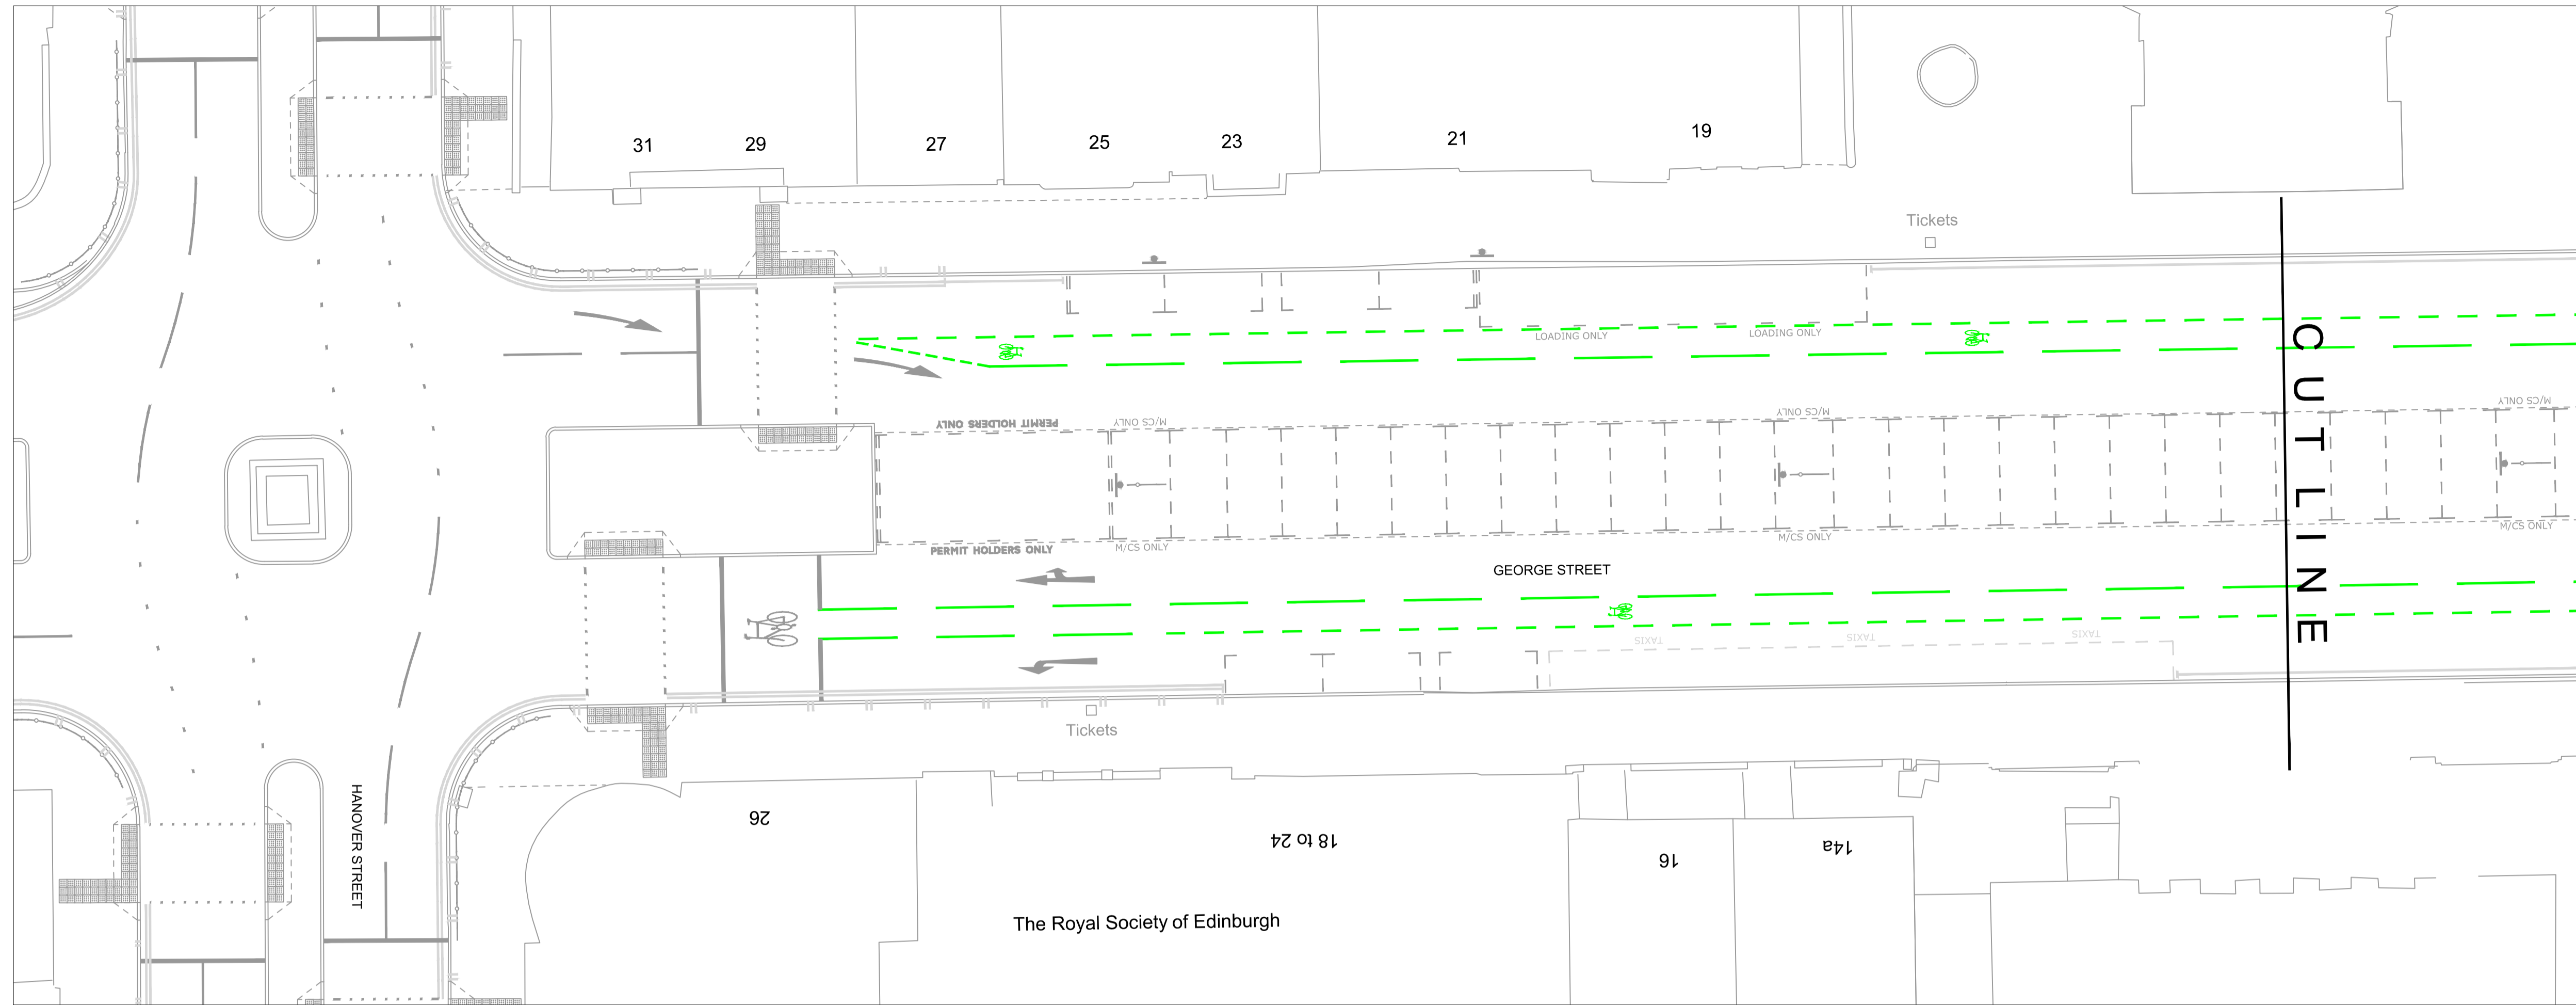 31
29
27
25
23
21
19
Tickets
LOADING ONLY
LOADING ONLY
PERMIT HOLDERS ONLY
M/CS ONLY
M/CS ONLY
M/CS ONLY
CUT LINE
PERMIT HOLDERS ONLY
M/CS ONLY
M/CS ONLY
M/CS ONLY
GEORGE STREET
TAXIS
TAXIS
TAXIS
Tickets
HANOVER STREET
26
18 to 24
16
14a
The Royal Society of Edinburgh